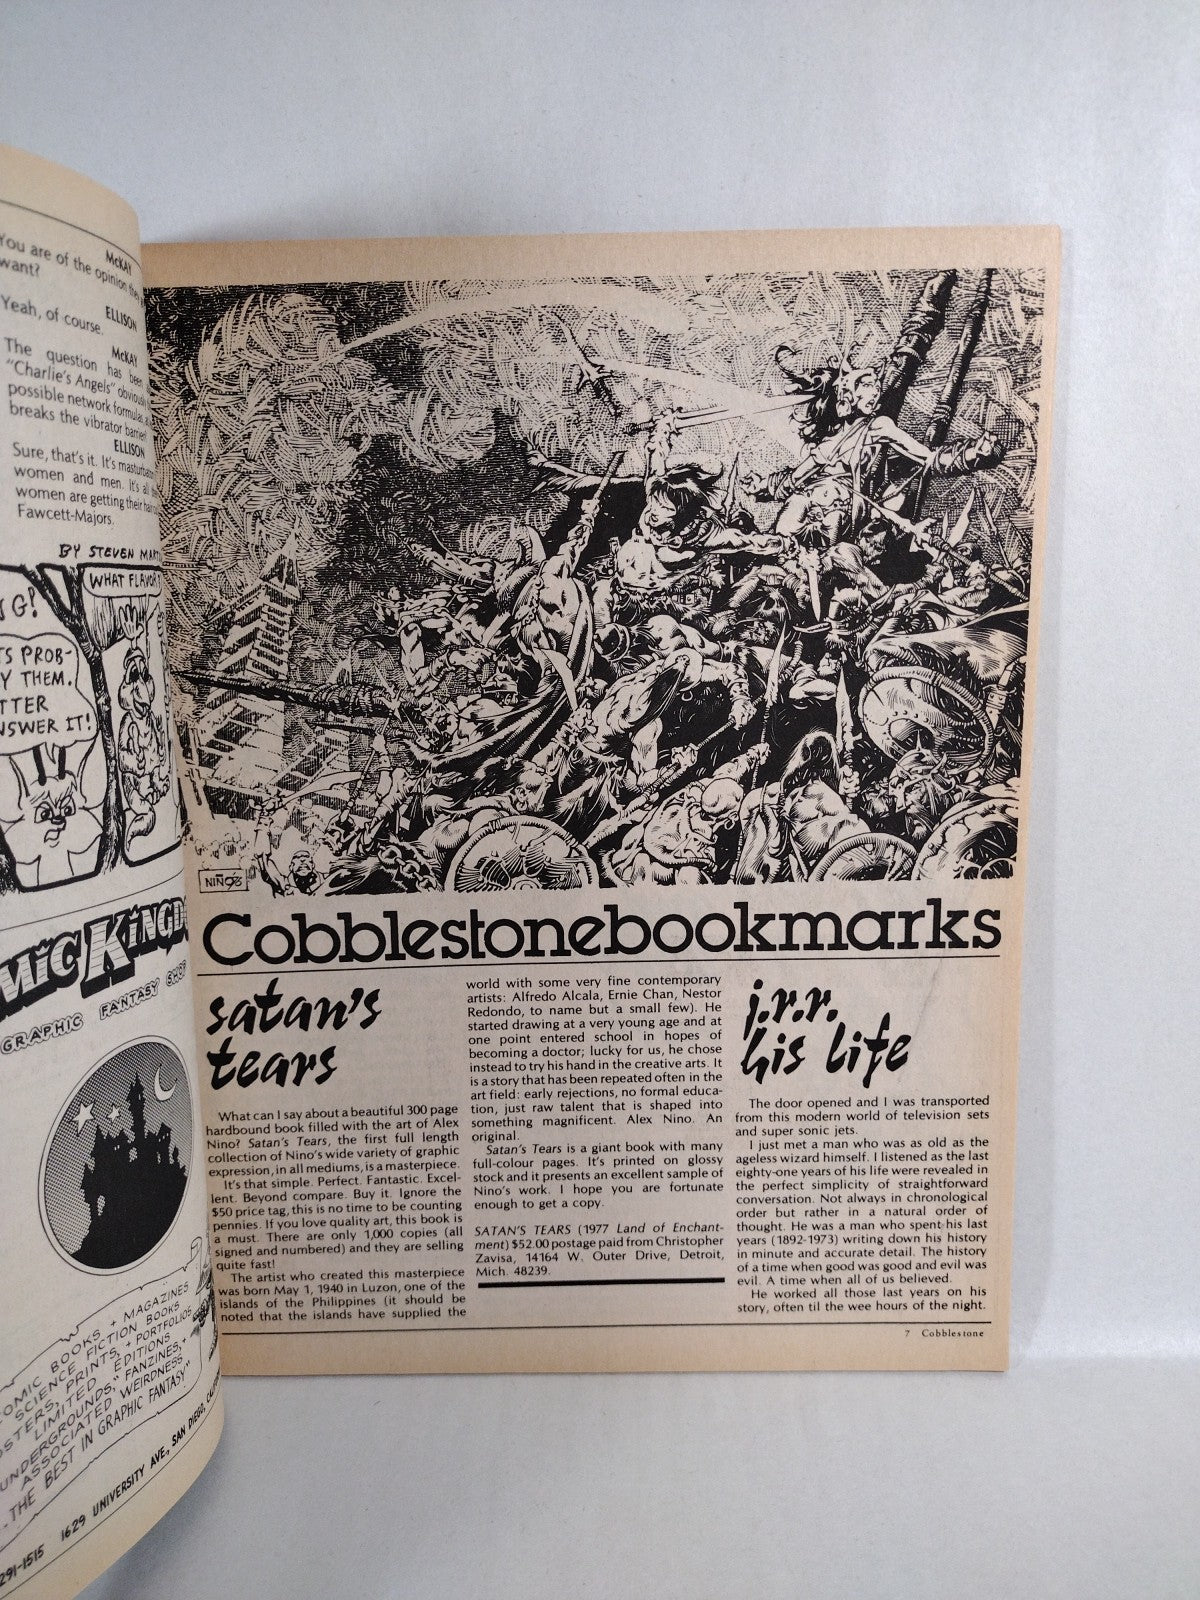 McKAY
You are of the opinion they
want?
ELLISON
Yeah, of course.
McKAY
The question has been
"Charlie's Angels" obviously
possible network formulas, a
breaks the vibrator barrier!
ELLISON
Sure, that's it. It's masturbatory
women and men. It's all the
women are getting their hair c
Fawcett-Majors.
BY STEVEN MART
NG!
TS PROB-
Y THEM.
TTER
NSWER IT!
WHAT FLAVOR
MIC KINGDO
GRAPHIC FANTASY SHOP
COMIC BOOKS + MAGAZINES
SCIENCE FICTION BOOKS
POSTERS, PRINTS, + PORTFOLIOS
LIMITED EDITIONS
UNDERGROUNDS, "FANZINES, +
ASSOCIATED WEIRDNESS"
...THE BEST IN GRAPHIC FANTASY"
291-1515 1629 UNIVERSITY AVE., SAN DIEGO, CA
NIÑO
Cobblestonebookmarks
satan's
tears
What can I say about a beautiful 300 page
hardbound book filled with the art of Alex
Nino? Satan's Tears, the first full length
collection of Nino's wide variety of graphic
expression, in all mediums, is a masterpiece.
It's that simple. Perfect. Fantastic. Excel-
lent. Beyond compare. Buy it. Ignore the
$50 price tag, this is no time to be counting
pennies. If you love quality art, this book is
a must. There are only 1,000 copies (all
signed and numbered) and they are selling
quite fast!
The artist who created this masterpiece
was born May 1, 1940 in Luzon, one of the
islands of the Philippines (it should be
noted that the islands have supplied the
world with some very fine contemporary
artists: Alfredo Alcala, Ernie Chan, Nestor
Redondo, to name but a small few). He
started drawing at a very young age and at
one point entered school in hopes of
becoming a doctor; lucky for us, he chose
instead to try his hand in the creative arts. It
is a story that has been repeated often in the
art field: early rejections, no formal educa-
tion, just raw talent that is shaped into
something magnificent. Alex Nino. An
original.
Satan's Tears is a giant book with many
full-colour pages. It's printed on glossy
stock and it presents an excellent sample of
Nino's work. I hope you are fortunate
enough to get a copy.
SATAN'S TEARS (1977 Land of Enchant-
ment) $52.00 postage paid from Christopher
Zavisa, 14164 W. Outer Drive, Detroit,
Mich. 48239.
j.r.r.
his life
The door opened and I was transported
from this modern world of television sets
and super sonic jets.
I just met a man who was as old as the
ageless wizard himself. I listened as the last
eighty-one years of his life were revealed in
the perfect simplicity of straightforward
conversation. Not always in chronological
order but rather in a natural order of
thought. He was a man who spent his last
years (1892-1973) writing down his history
in minute and accurate detail. The history
of a time when good was good and evil was
evil. A time when all of us believed.
He worked all those last years on his
story, often til the wee hours of the night.
7 Cobblestone